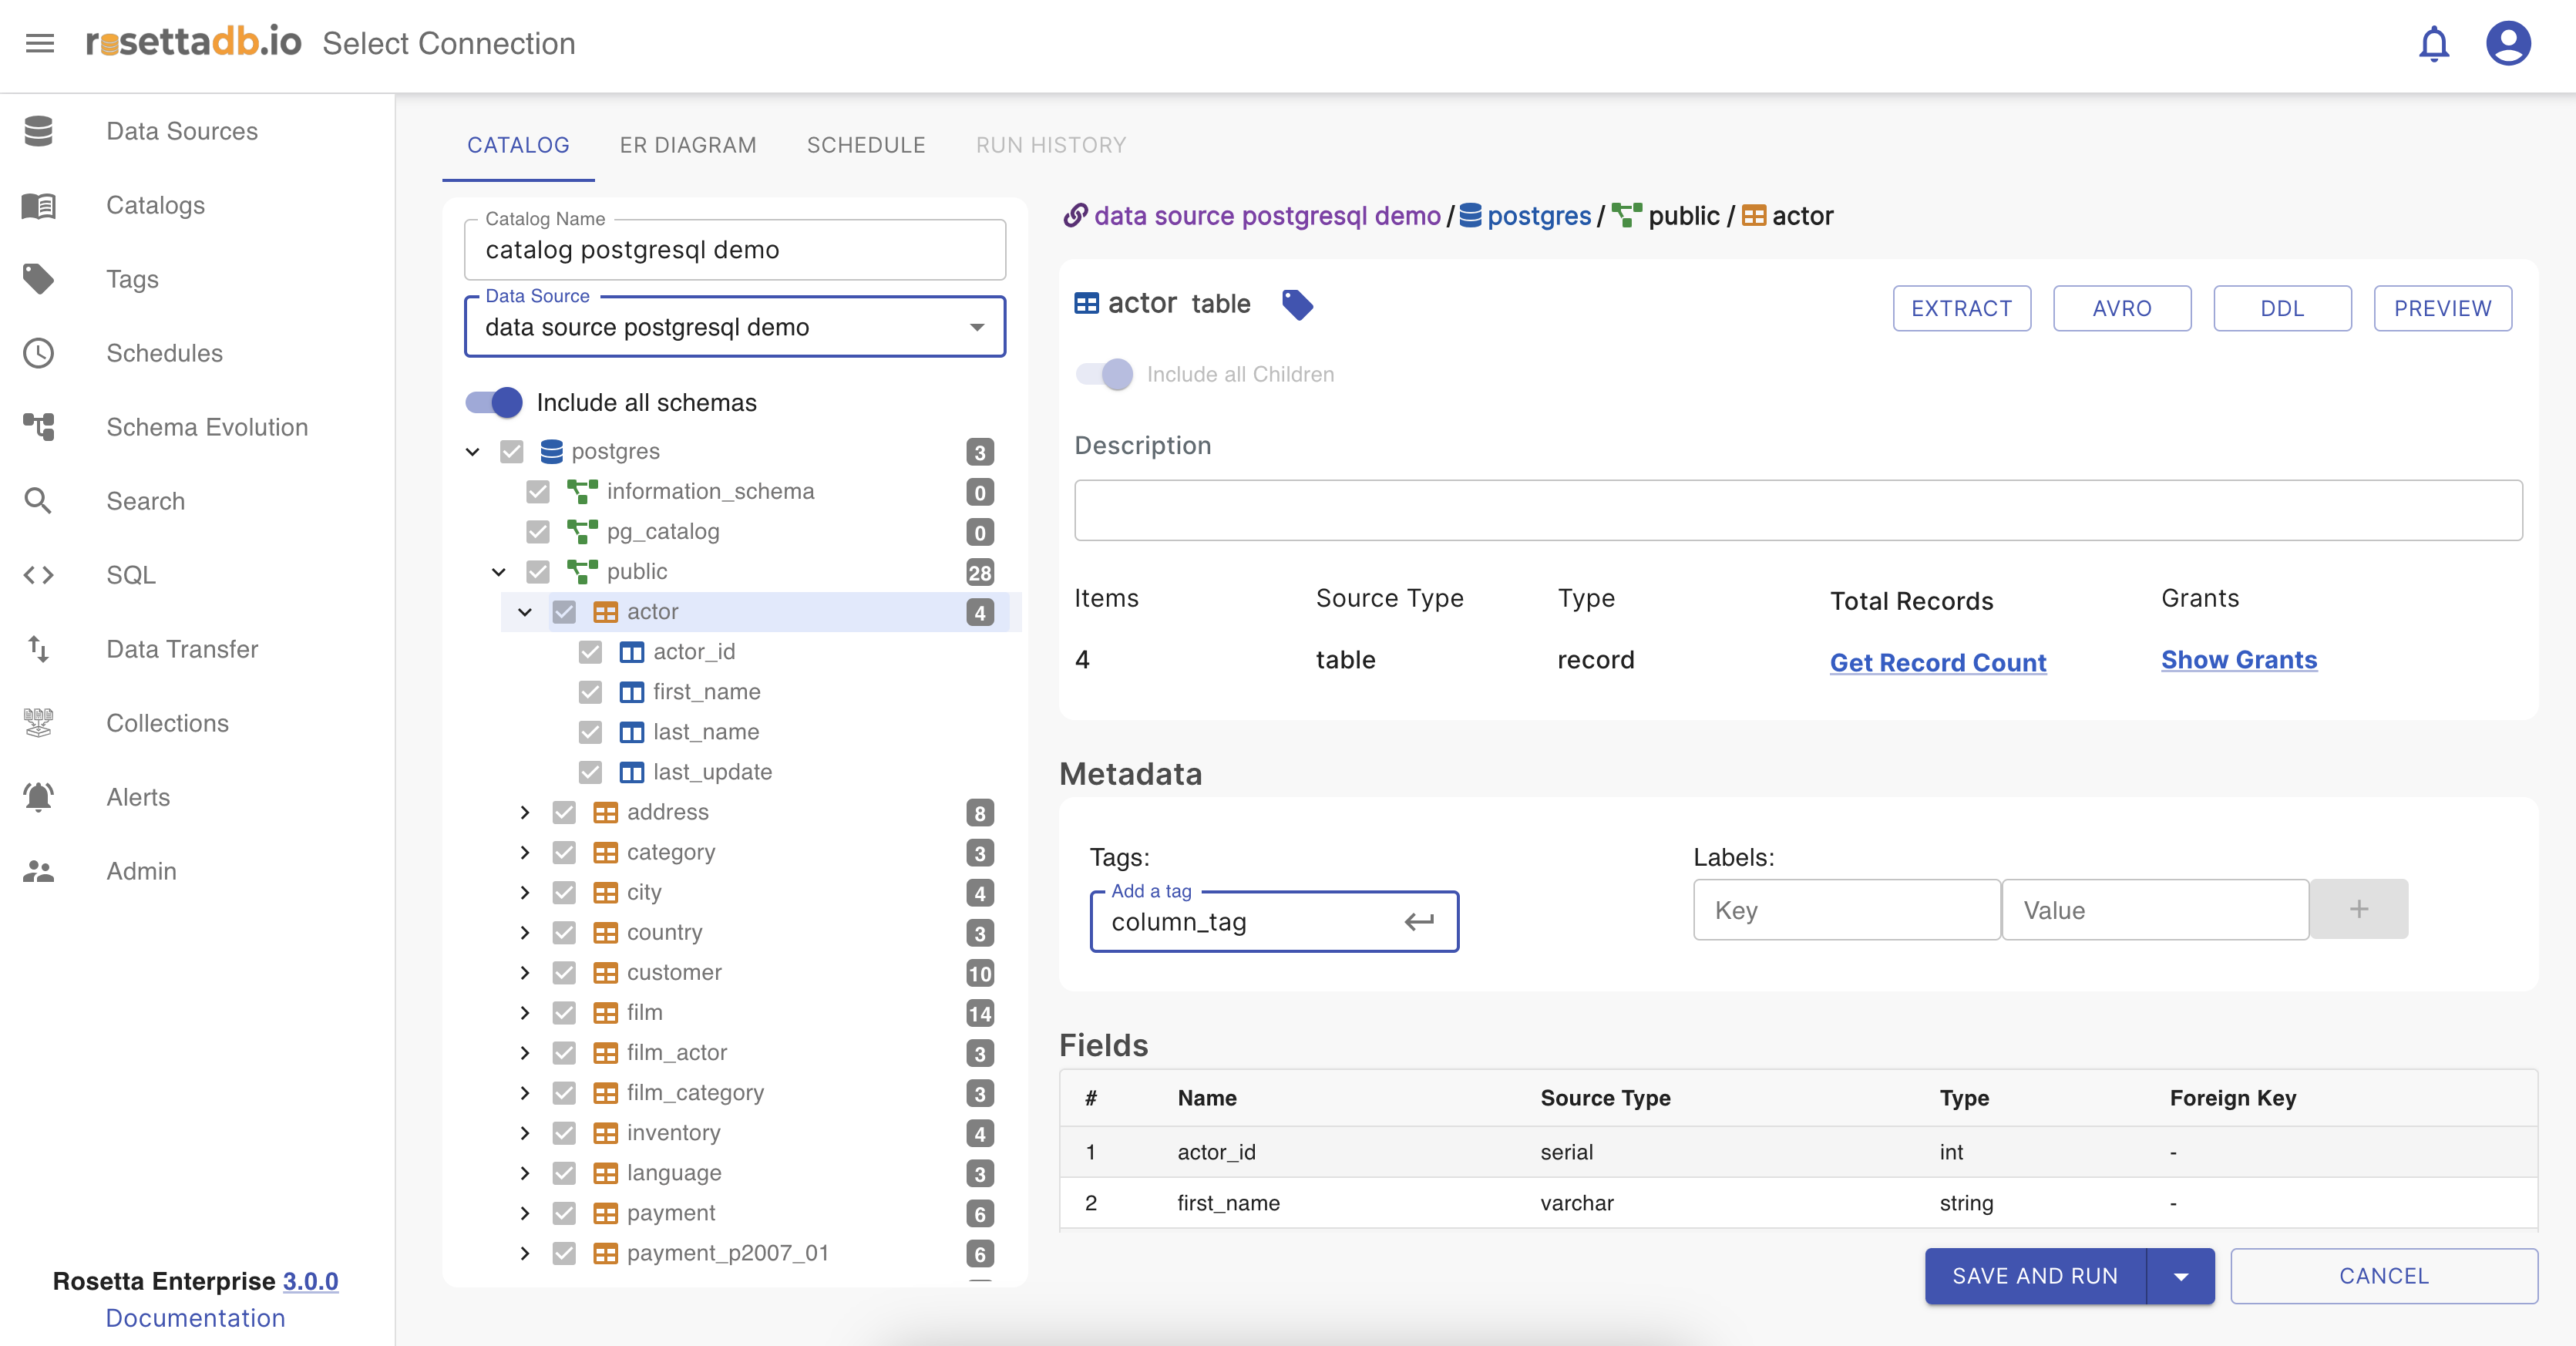 rosettadb.io Select Connection
Data Sources
Catalogs
Tags
Schedules
Schema Evolution
Search
SQL
Data Transfer
Collections
Alerts
Admin
Rosetta Enterprise 3.0.0
Documentation
CATALOG ER DIAGRAM SCHEDULE RUN HISTORY
Catalog Name
catalog postgresql demo
Data Source
data source postgresql demo
Include all schemas
postgres 3
information_schema 0
pg_catalog 0
public 28
actor 4
actor_id
first_name
last_name
last_update
address 8
category 3
city 4
country 3
customer 10
film 14
film_actor 3
film_category 3
inventory 4
language 3
payment 6
payment_p2007_01 6
data source postgresql demo / postgres / public / actor
actor table
EXTRACT AVRO DDL PREVIEW
Include all Children
Description
Items Source Type Type Total Records Grants
4 table record Get Record Count Show Grants
Metadata
Tags: Labels:
Add a tag
column_tag Key Value +
Fields
# Name Source Type Type Foreign Key
1 actor_id serial int -
2 first_name varchar string -
SAVE AND RUN CANCEL